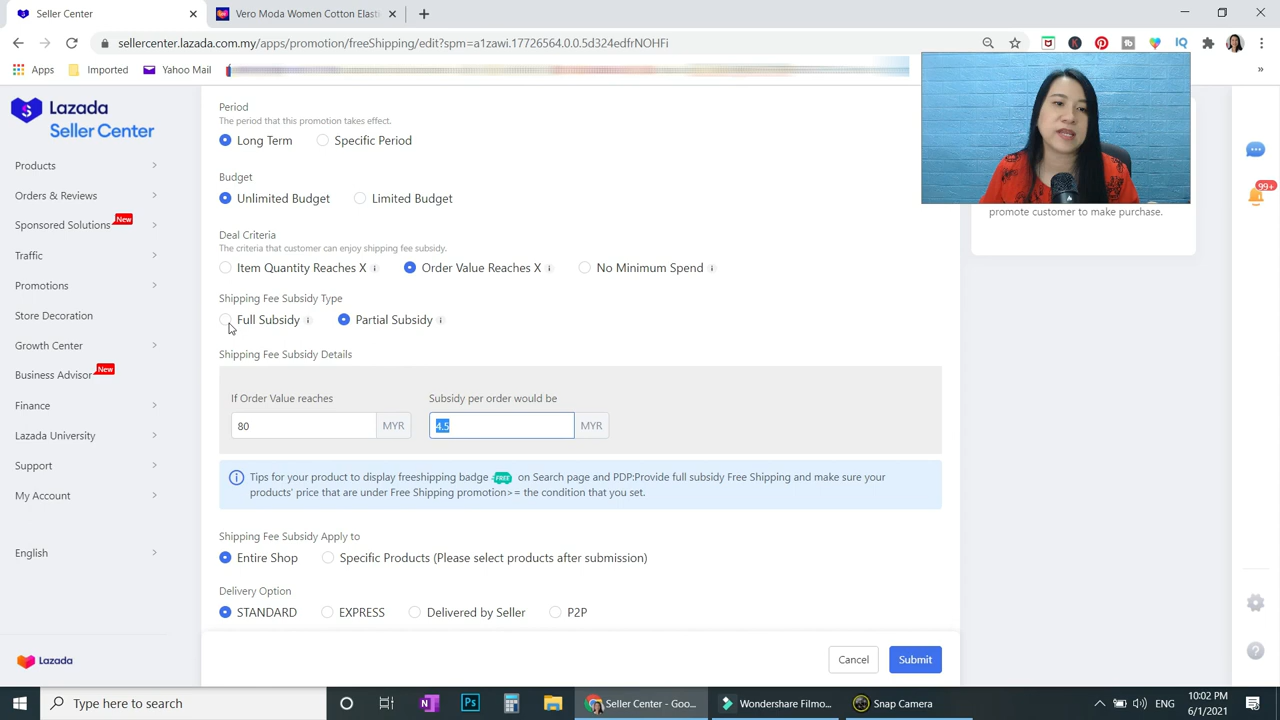 Seller Center
Vero Moda Women Cotton Elasti
sellercenter.lazada.com.my/apps/promotion/freeShipping/edit?spm=a1zawi.17726564.0.0.5d324edfrNOHFi
Apps
Imported
Yahoo Mail
»
Lazada
Seller Center
Products
Orders & Reviews
Sponsored Solutions
New
Traffic
Promotions
Store Decoration
Growth Center
Business Advisor
New
Finance
Lazada University
Support
My Account
English
Lazada
Period
The period that this promotion takes effect.
Long Term
Specific Period
Budget
Unlimited Budget
Limited Budget
Deal Criteria
The criteria that customer can enjoy shipping fee subsidy.
Item Quantity Reaches X
Order Value Reaches X
No Minimum Spend
Shipping Fee Subsidy Type
Full Subsidy
Partial Subsidy
Shipping Fee Subsidy Details
If Order Value reaches
Subsidy per order would be
80 MYR
4.5 MYR
Tips for your product to display freeshipping badge FREE on Search page and PDP:Provide full subsidy Free Shipping and make sure your
products' price that are under Free Shipping promotion>= the condition that you set.
Shipping Fee Subsidy Apply to
Entire Shop
Specific Products (Please select products after submission)
Delivery Option
STANDARD
EXPRESS
Delivered by Seller
P2P
Cancel
Submit
promote customer to make purchase.
99+
Type here to search
Seller Center - Goo...
Wondershare Filmo...
Snap Camera
ENG
10:02 PM
6/1/2021